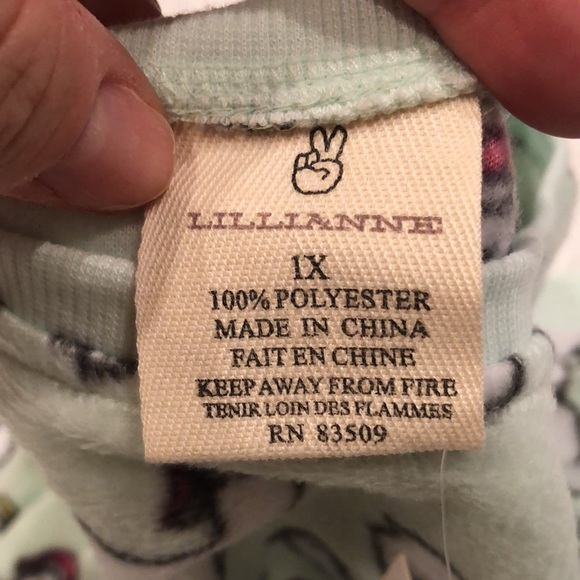 LILLIANNE
1X
100% POLYESTER
MADE IN CHINA
FAIT EN CHINE
KEEP AWAY FROM FIRE
TENIR LOIN DES FLAMMES
RN 83509